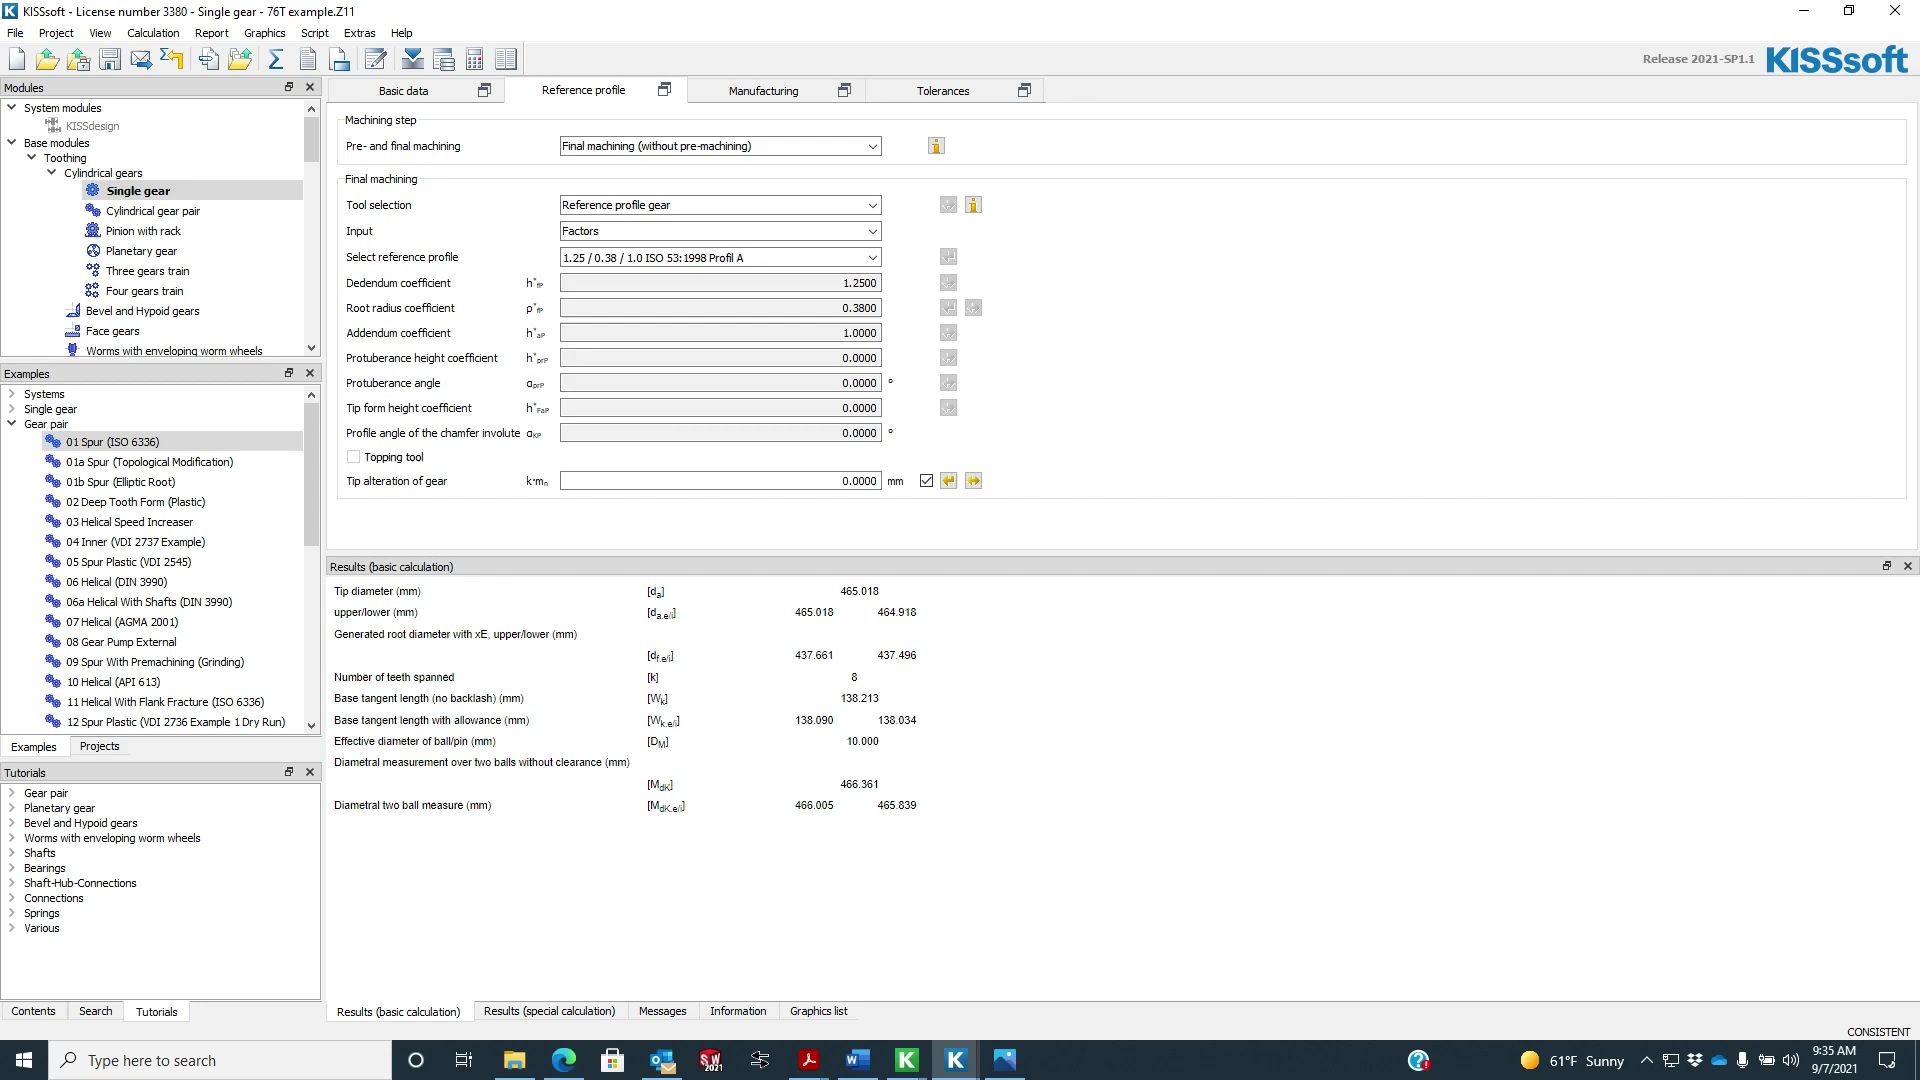 KISSsoft - License number 3380 - Single gear - 76T example.Z11
File Project View Calculation Report Graphics Script Extras Help
Release 2021-SP1.1 KISSsoft
Modules
System modules
KISSdesign
Base modules
Toothing
Cylindrical gears
Single gear
Cylindrical gear pair
Pinion with rack
Planetary gear
Three gears train
Four gears train
Bevel and Hypoid gears
Face gears
Worms with enveloping worm wheels
Examples
Systems
Single gear
Gear pair
01 Spur (ISO 6336)
01a Spur (Topological Modification)
01b Spur (Elliptic Root)
02 Deep Tooth Form (Plastic)
03 Helical Speed Increaser
04 Inner (VDI 2737 Example)
05 Spur Plastic (VDI 2545)
06 Helical (DIN 3990)
06a Helical With Shafts (DIN 3990)
07 Helical (AGMA 2001)
08 Gear Pump External
09 Spur With Premachining (Grinding)
10 Helical (API 613)
11 Helical With Flank Fracture (ISO 6336)
12 Spur Plastic (VDI 2736 Example 1 Dry Run)
Examples Projects
Tutorials
Gear pair
Planetary gear
Bevel and Hypoid gears
Worms with enveloping worm wheels
Shafts
Bearings
Shaft-Hub-Connections
Connections
Springs
Various
Contents Search Tutorials
Basic data Reference profile Manufacturing Tolerances
Machining step
Pre- and final machining Final machining (without pre-machining)
Final machining
Tool selection Reference profile gear
Input Factors
Select reference profile 1.25 / 0.38 / 1.0 ISO 53:1998 Profil A
Dedendum coefficient h*fP 1.2500
Root radius coefficient ρ*fP 0.3800
Addendum coefficient h*aP 1.0000
Protuberance height coefficient h*prP 0.0000
Protuberance angle αprP 0.0000 °
Tip form height coefficient h*FaP 0.0000
Profile angle of the chamfer involute αKP 0.0000 °
Topping tool
Tip alteration of gear k·mn 0.0000 mm
Results (basic calculation)
Tip diameter (mm) [da] 465.018
upper/lower (mm) [da.e/i] 465.018 464.918
Generated root diameter with xE, upper/lower (mm)
[df.e/i] 437.661 437.496
Number of teeth spanned [k] 8
Base tangent length (no backlash) (mm) [Wk] 138.213
Base tangent length with allowance (mm) [Wk.e/i] 138.090 138.034
Effective diameter of ball/pin (mm) [DM] 10.000
Diametral measurement over two balls without clearance (mm)
[MdK] 466.361
Diametral two ball measure (mm) [MdK.e/i] 466.005 465.839
Results (basic calculation) Results (special calculation) Messages Information Graphics list
CONSISTENT
Type here to search
SW 2021
61°F Sunny
9:35 AM
9/7/2021